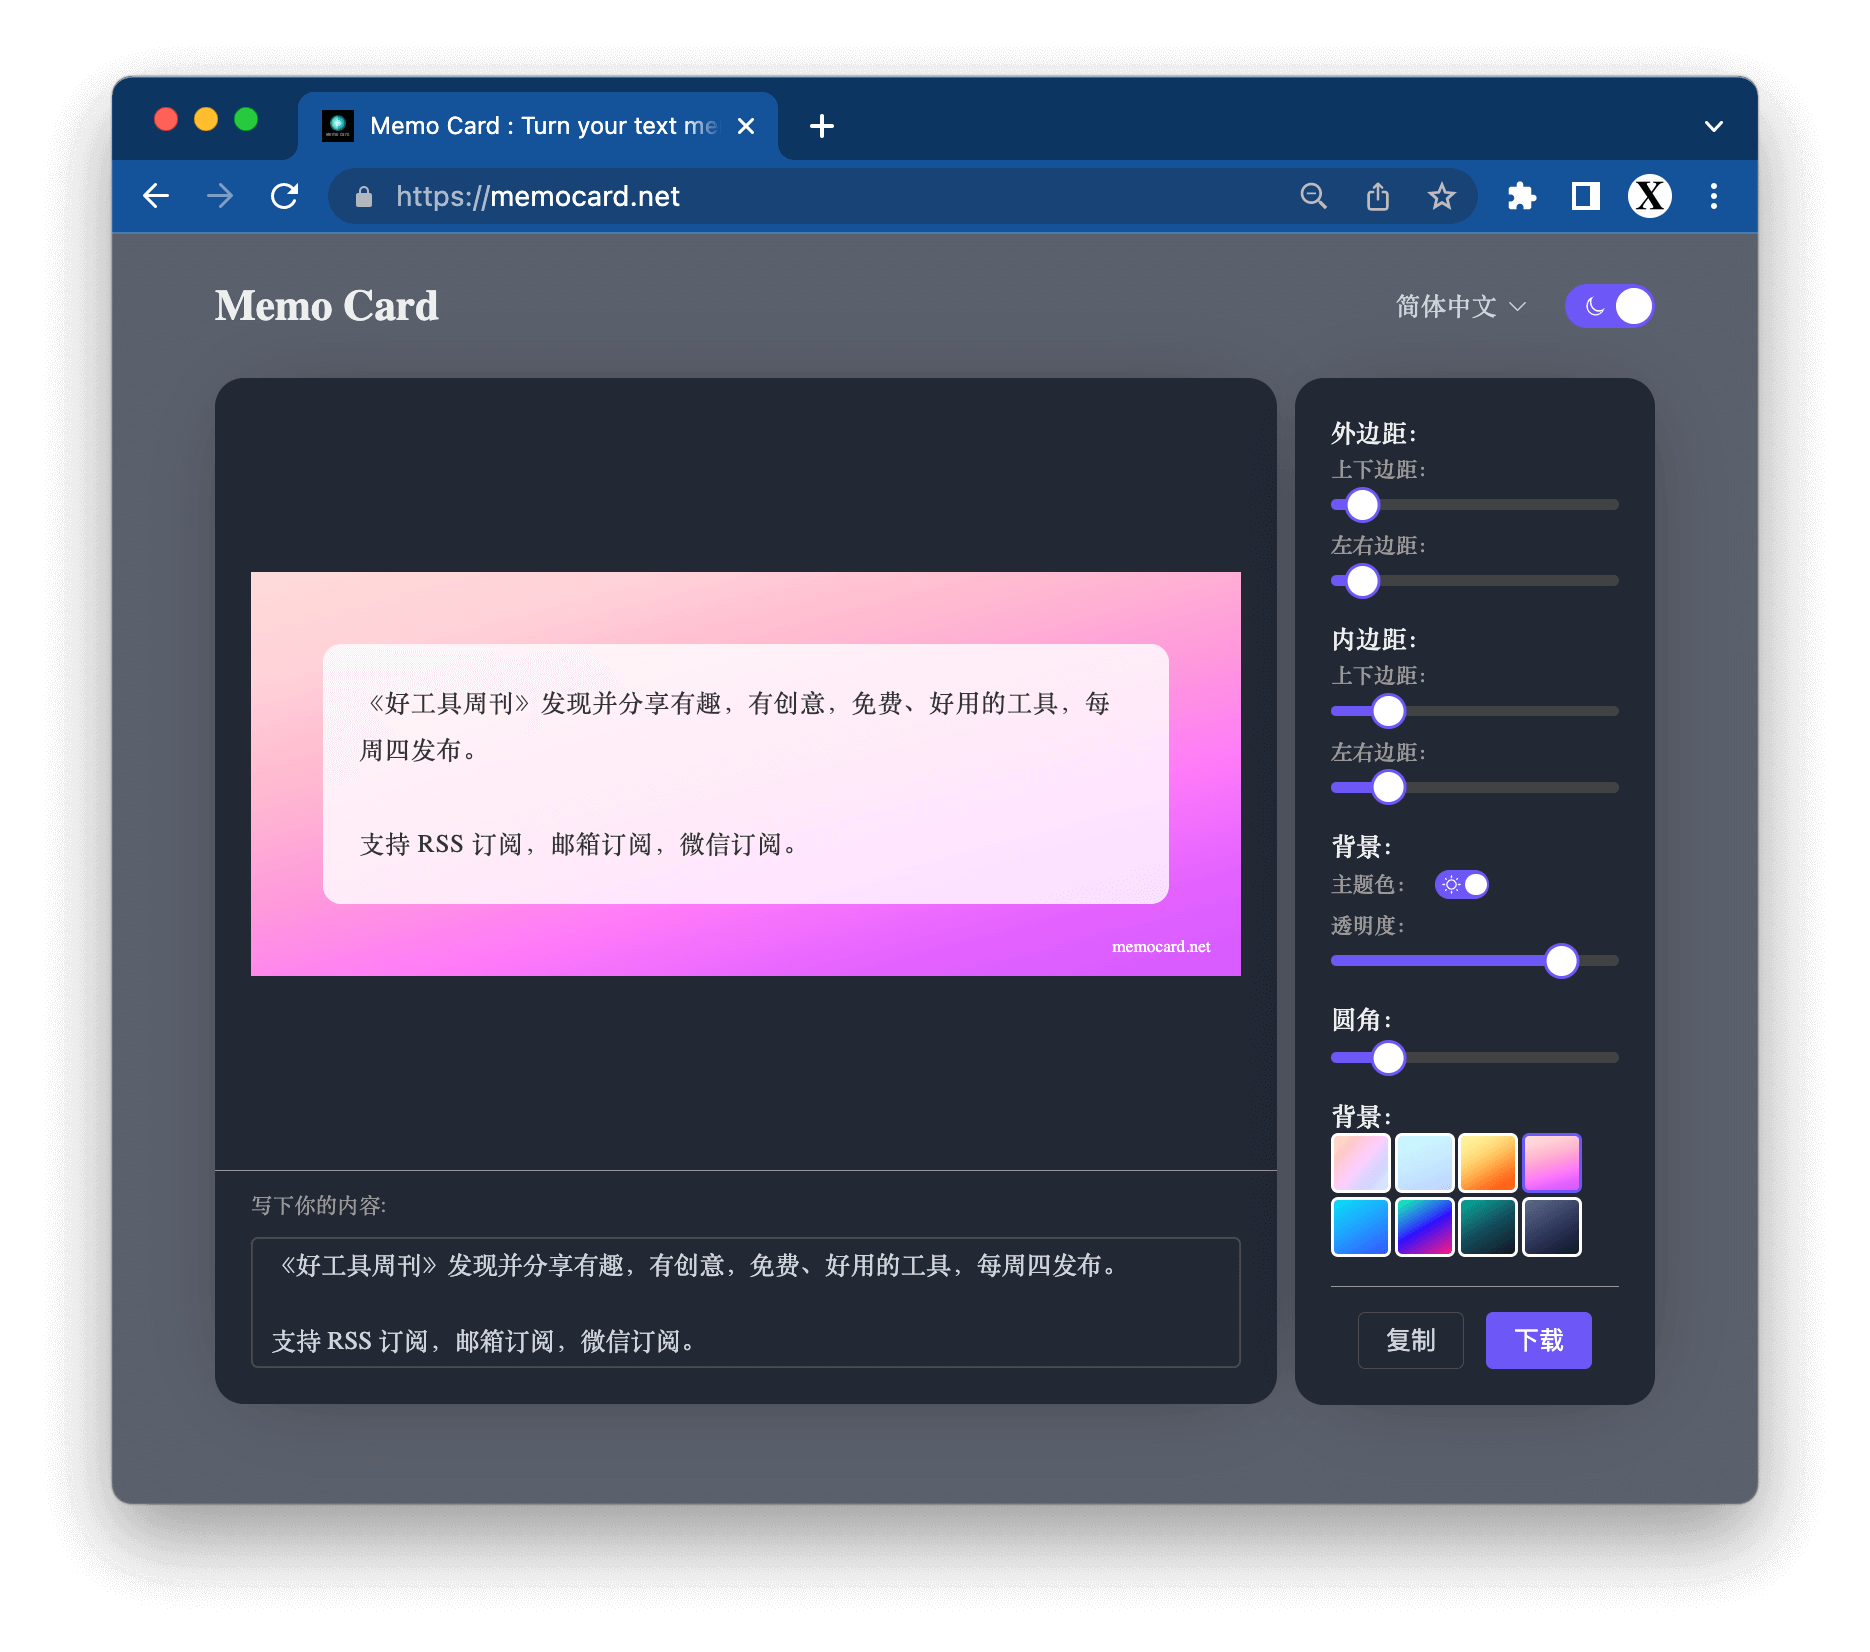 Memo Card : Turn your text me
https://memocard.net
X
Memo Card
简体中文
《好工具周刊》发现并分享有趣，有创意，免费、好用的工具，每
周四发布。
支持 RSS 订阅，邮箱订阅，微信订阅。
memocard.net
写下你的内容:
《好工具周刊》发现并分享有趣，有创意，免费、好用的工具，每周四发布。
支持 RSS 订阅，邮箱订阅，微信订阅。
外边距：
上下边距：
左右边距：
内边距：
上下边距：
左右边距：
背景：
主题色：
透明度：
圆角：
背景：
复制
下载